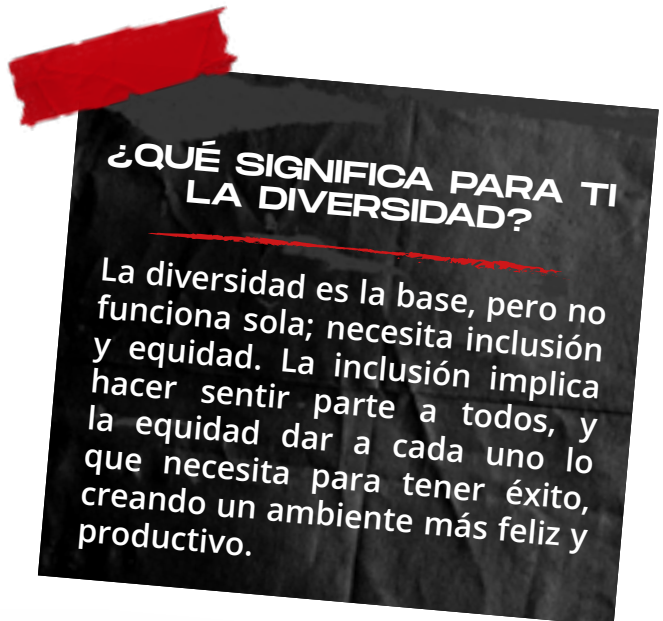 ¿QUÉ SIGNIFICA PARA TI
LA DIVERSIDAD?
La diversidad es la base, pero no
funciona sola; necesita inclusión
y equidad. La inclusión implica
hacer sentir parte a todos, y
la equidad dar a cada uno lo
que necesita para tener éxito,
creando un ambiente más feliz y
productivo.